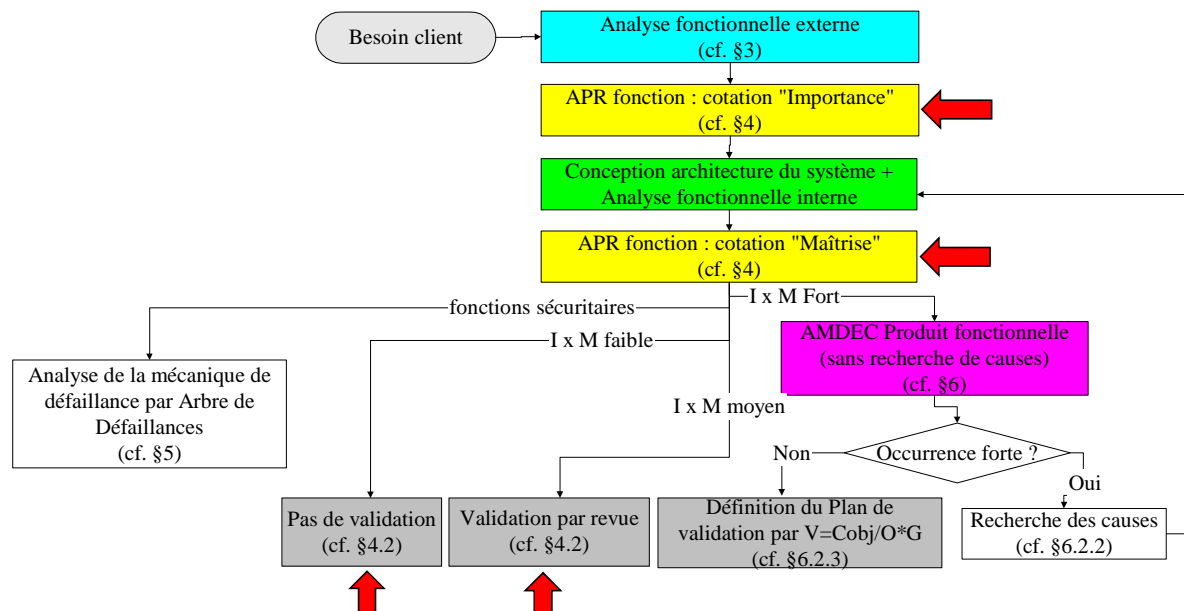 Besoin client
Analyse fonctionnelle externe
(cf. §3)
APR fonction : cotation "Importance"
(cf. §4)
Conception architecture du système +
Analyse fonctionnelle interne
APR fonction : cotation "Maîtrise"
(cf. §4)
fonctions sécuritaires
I x M Fort
I x M faible
I x M moyen
AMDEC Produit fonctionnelle
(sans recherche de causes)
(cf. §6)
Analyse de la mécanique de
défaillance par Arbre de
Défaillances
(cf. §5)
Occurrence forte ?
Non
Oui
Pas de validation
(cf. §4.2)
Validation par revue
(cf. §4.2)
Définition du Plan de
validation par V=Cobj/O*G
(cf. §6.2.3)
Recherche des causes
(cf. §6.2.2)